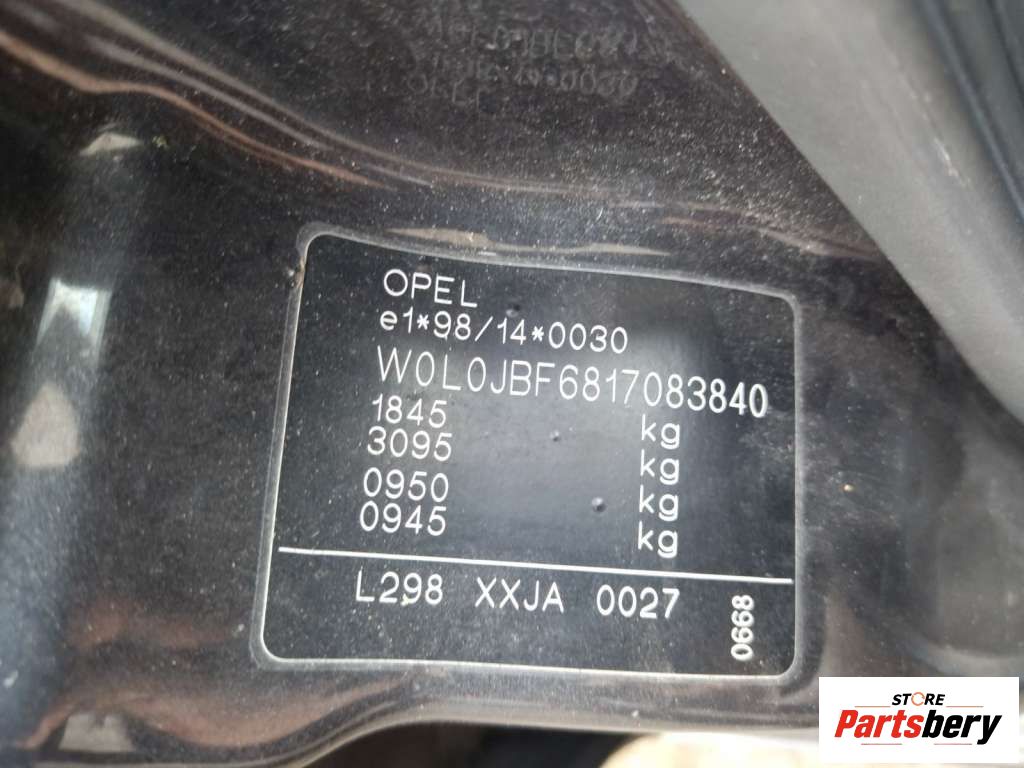 OPEL
e1*98/14*0030
W0L0JBF6817083840
1845 kg
3095 kg
0950 kg
0945 kg
L298 XXJA 0027
0668
STORE
Partsbery